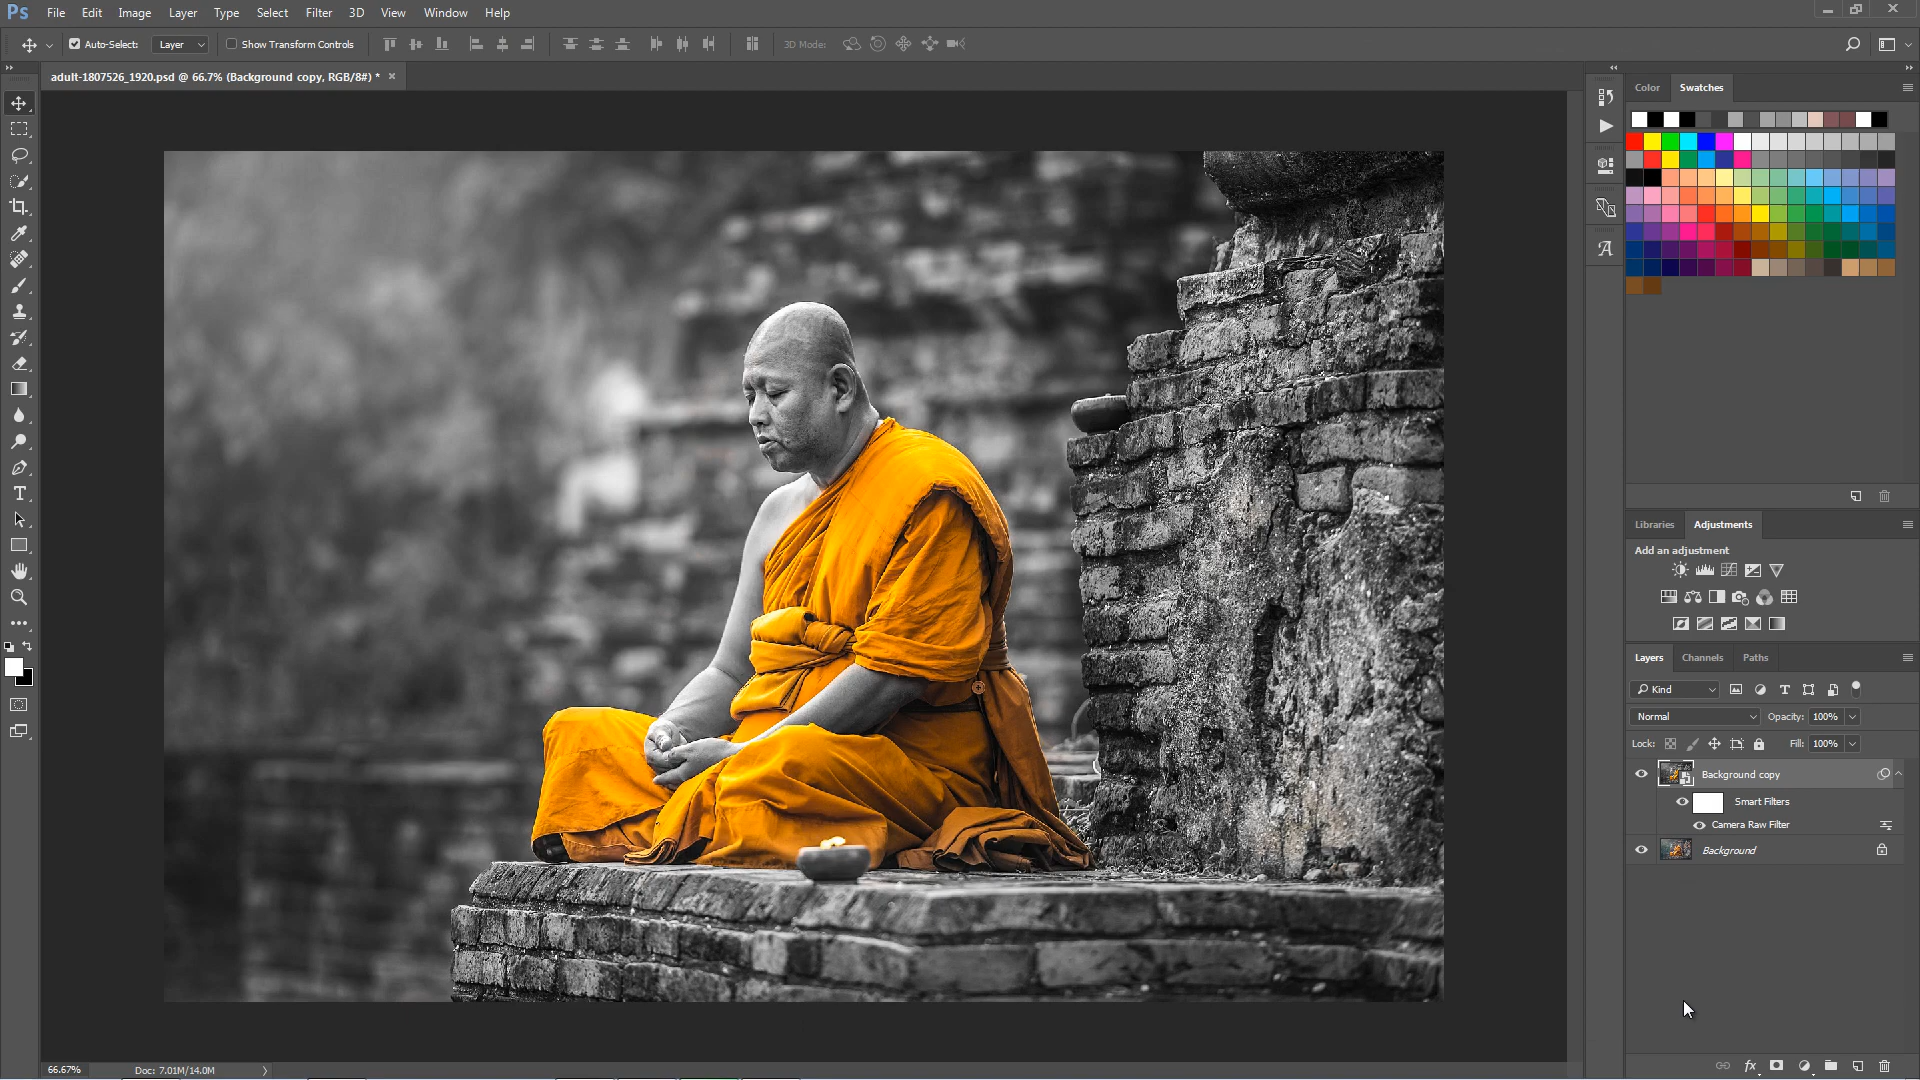 Ps File Edit Image Layer Type Select Filter 3D View Window Help
Auto-Select: Layer Show Transform Controls 3D Mode:
adult-1807526_1920.psd @ 66.7% (Background copy, RGB/8#) *
Color Swatches
Libraries Adjustments
Add an adjustment
Layers Channels Paths
Kind
Normal Opacity: 100%
Lock: Fill: 100%
Background copy
Smart Filters
Camera Raw Filter
Background
66.67% Doc: 7.01M/14.0M